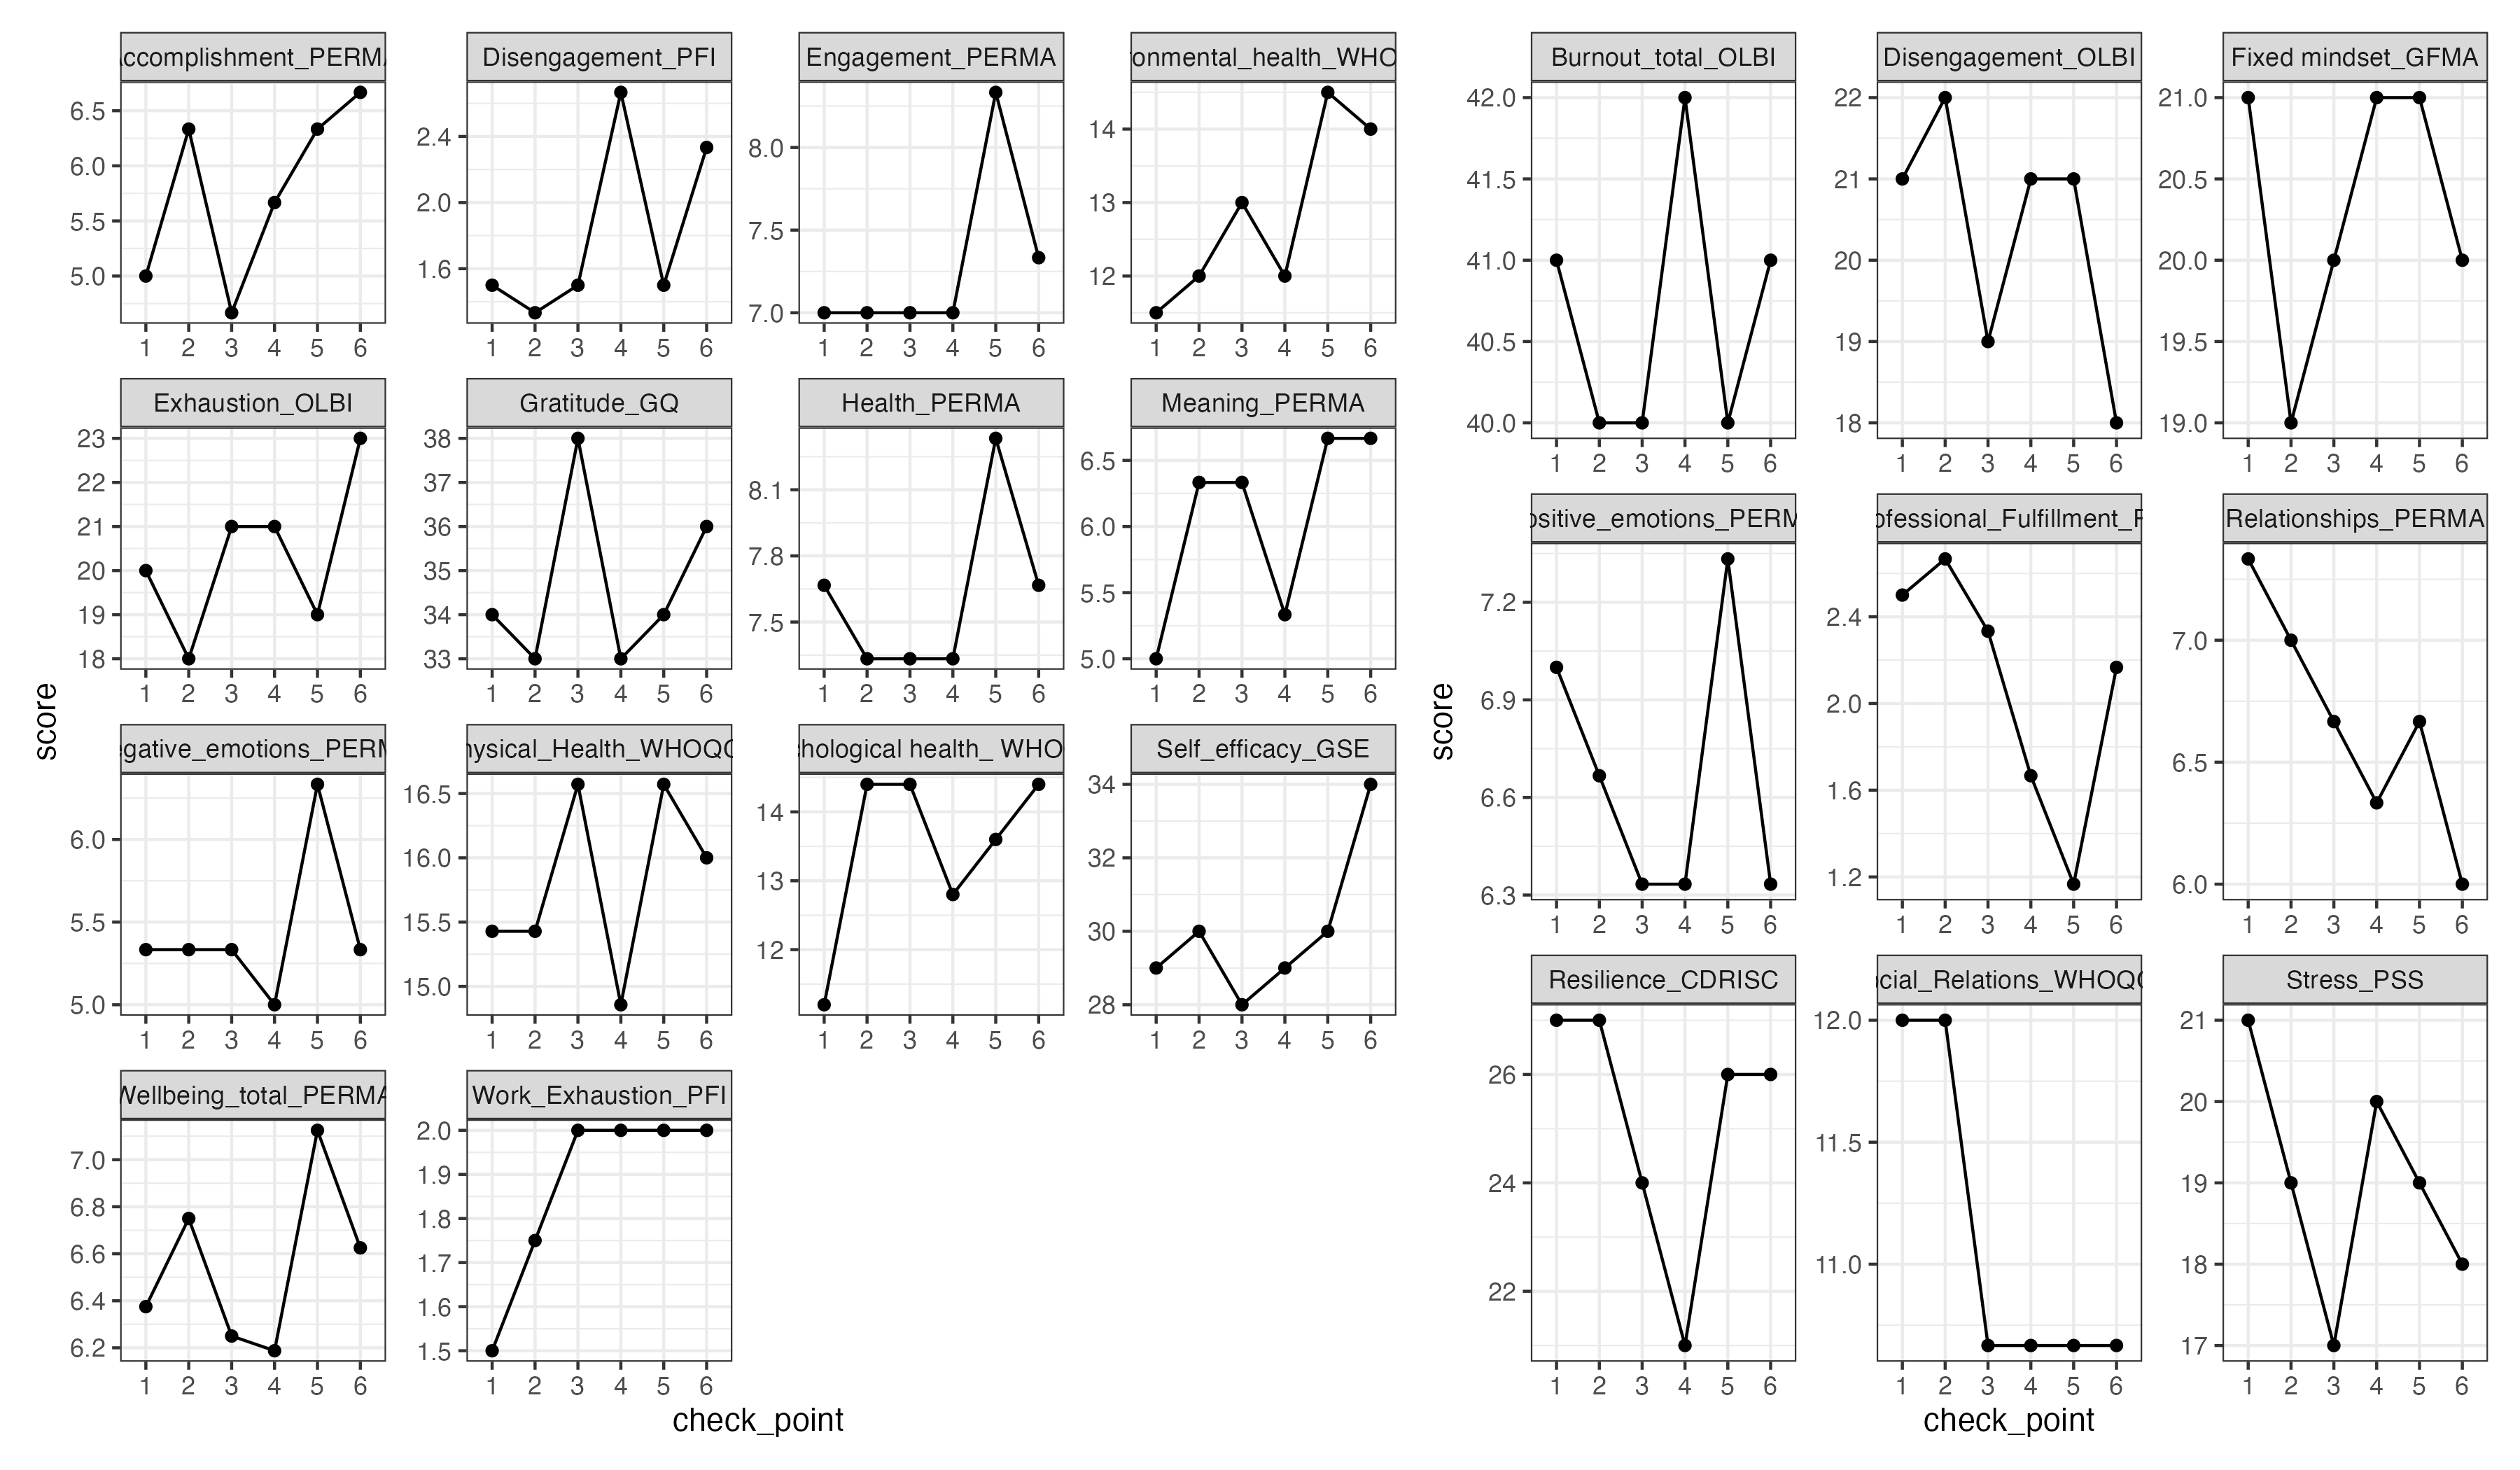 ccomplishment_PERMA
Disengagement_PFI
Engagement_PERMA
onmental_health_WHO
6.5
6.0
5.5
5.0
1 2 3 4 5 6
2.4
2.0
1.6
1 2 3 4 5 6
8.0
7.5
7.0
1 2 3 4 5 6
14
13
12
1 2 3 4 5 6
Exhaustion_OLBI
Gratitude_GQ
Health_PERMA
Meaning_PERMA
23
22
21
20
19
18
1 2 3 4 5 6
38
37
36
35
34
33
1 2 3 4 5 6
8.1
7.8
7.5
1 2 3 4 5 6
6.5
6.0
5.5
5.0
1 2 3 4 5 6
egative_emotions_PERM
hysical_Health_WHOQO
chological health_ WHO
Self_efficacy_GSE
6.0
5.5
5.0
1 2 3 4 5 6
16.5
16.0
15.5
15.0
1 2 3 4 5 6
14
13
12
1 2 3 4 5 6
34
32
30
28
1 2 3 4 5 6
Wellbeing_total_PERMA
Work_Exhaustion_PFI
7.0
6.8
6.6
6.4
6.2
1 2 3 4 5 6
2.0
1.9
1.8
1.7
1.6
1.5
1 2 3 4 5 6
score
check_point
Burnout_total_OLBI
Disengagement_OLBI
Fixed mindset_GFMA
42.0
41.5
41.0
40.5
40.0
1 2 3 4 5 6
22
21
20
19
18
1 2 3 4 5 6
21.0
20.5
20.0
19.5
19.0
1 2 3 4 5 6
ositive_emotions_PERM
ofessional_Fulfillment_P
Relationships_PERMA
7.2
6.9
6.6
6.3
1 2 3 4 5 6
2.4
2.0
1.6
1.2
1 2 3 4 5 6
7.0
6.5
6.0
1 2 3 4 5 6
Resilience_CDRISC
cial_Relations_WHOQO
Stress_PSS
26
24
22
1 2 3 4 5 6
12.0
11.5
11.0
1 2 3 4 5 6
21
20
19
18
17
1 2 3 4 5 6
score
check_point